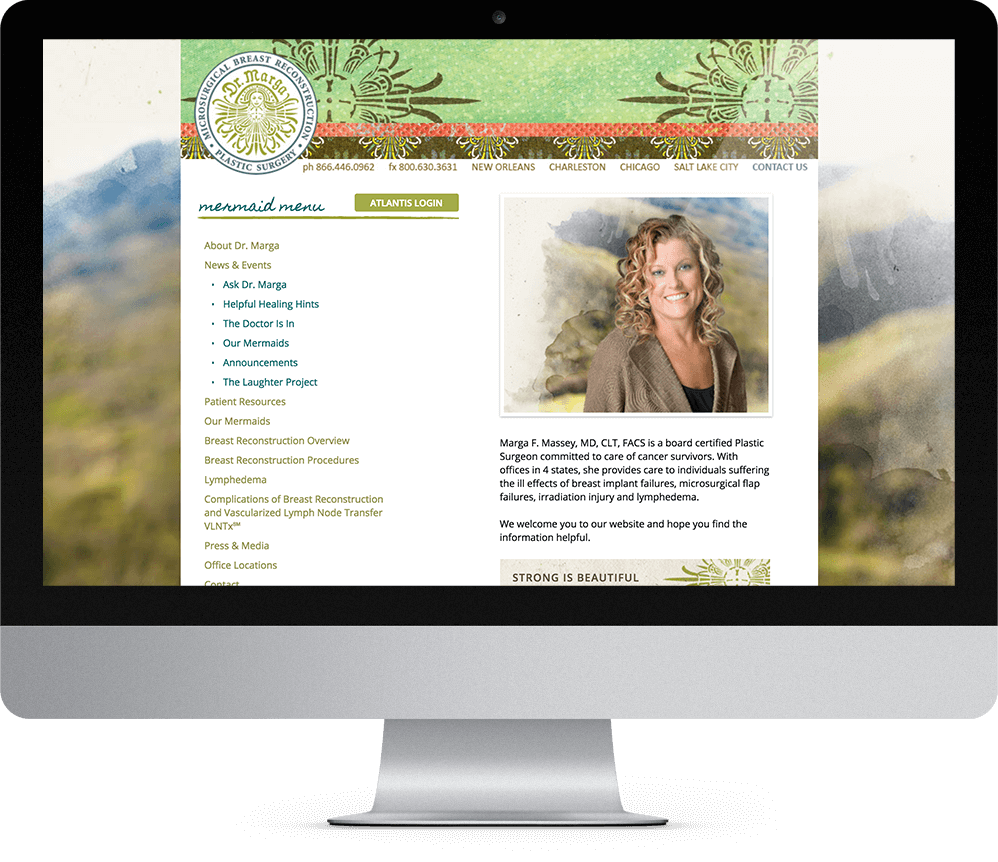 MICROSURGICAL BREAST RECONSTRUCTION
Dr. Marga
• PLASTIC SURGERY •
ph 866.446.0962 fx 800.630.3631 NEW ORLEANS CHARLESTON CHICAGO SALT LAKE CITY CONTACT US
mermaid menu
ATLANTIS LOGIN
About Dr. Marga
News & Events
• Ask Dr. Marga
• Helpful Healing Hints
• The Doctor Is In
• Our Mermaids
• Announcements
• The Laughter Project
Patient Resources
Our Mermaids
Breast Reconstruction Overview
Breast Reconstruction Procedures
Lymphedema
Complications of Breast Reconstruction
and Vascularized Lymph Node Transfer
VLNTx℠
Press & Media
Office Locations
Contact
Marga F. Massey, MD, CLT, FACS is a board certified Plastic
Surgeon committed to care of cancer survivors. With
offices in 4 states, she provides care to individuals suffering
the ill effects of breast implant failures, microsurgical flap
failures, irradiation injury and lymphedema.
We welcome you to our website and hope you find the
information helpful.
STRONG IS BEAUTIFUL